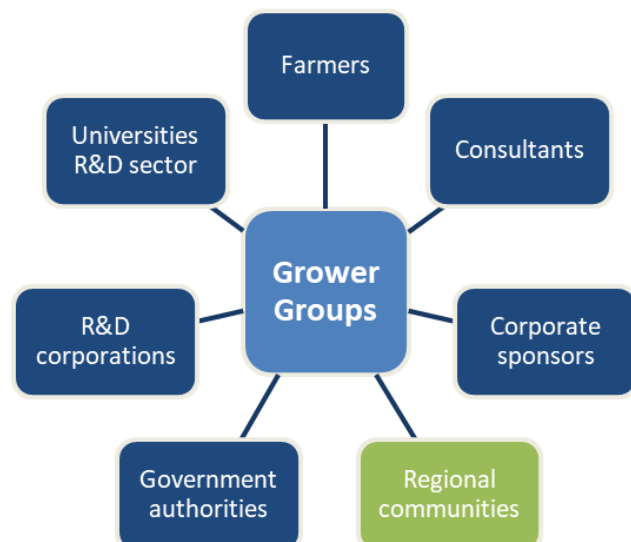 Farmers
Universities
R&D sector
Consultants
Grower
Groups
R&D
corporations
Corporate
sponsors
Government
authorities
Regional
communities